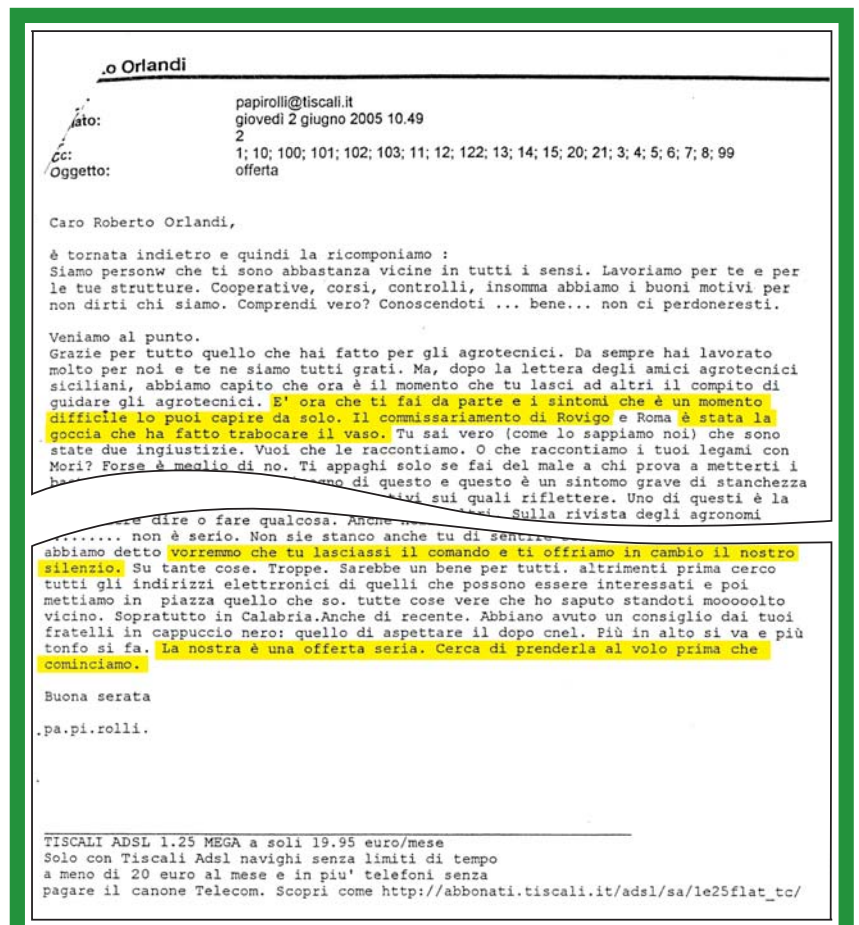 .o Orlandi
papirolli@tiscali.it
ato: giovedì 2 giugno 2005 10.49
2
Cc: 1; 10; 100; 101; 102; 103; 11; 12; 122; 13; 14; 15; 20; 21; 3; 4; 5; 6; 7; 8; 99
Oggetto: offerta
Caro Roberto Orlandi,
è tornata indietro e quindi la ricomponiamo :
Siamo personw che ti sono abbastanza vicine in tutti i sensi. Lavoriamo per te e per
le tue strutture. Cooperative, corsi, controlli, insomma abbiamo i buoni motivi per
non dirti chi siamo. Comprendi vero? Conoscendoti ... bene... non ci perdoneresti.
Veniamo al punto.
Grazie per tutto quello che hai fatto per gli agrotecnici. Da sempre hai lavorato
molto per noi e te ne siamo tutti grati. Ma, dopo la lettera degli amici agrotecnici
siciliani, abbiamo capito che ora è il momento che tu lasci ad altri il compito di
guidare gli agrotecnici. E' ora che ti fai da parte e i sintomi che è un momento
difficile lo puoi capire da solo. Il commissariamento di Rovigo e Roma è stata la
goccia che ha fatto trabocare il vaso. Tu sai vero (come lo sappiamo noi) che sono
state due ingiustizie. Vuoi che le raccontiamo. O che raccontiamo i tuoi legami con
Mori? Forse è meglio di no. Ti appaghi solo se fai del male a chi prova a metterti i
di questo e questo è un sintomo grave di stanchezza
sui quali riflettere. Uno di questi è la
dire o fare qualcosa. Anche
Sulla rivista degli agronomi
........ non è serio. Non sie stanco anche tu di
abbiamo detto vorremmo che tu lasciassi il comando e ti offriamo in cambio il nostro
silenzio. Su tante cose. Troppe. Sarebbe un bene per tutti. altrimenti prima cerco
tutti gli indirizzi elettrronici di quelli che possono essere interessati e poi
mettiamo in piazza quello che so. tutte cose vere che ho saputo standoti mooooolto
vicino. Sopratutto in Calabria.Anche di recente. Abbiano avuto un consiglio dai tuoi
fratelli in cappuccio nero: quello di aspettare il dopo cnel. Più in alto si va e più
tonfo si fa. La nostra è una offerta seria. Cerca di prenderla al volo prima che
cominciamo.
Buona serata
pa.pi.rolli.
TISCALI ADSL 1.25 MEGA a soli 19.95 euro/mese
Solo con Tiscali Adsl navighi senza limiti di tempo
a meno di 20 euro al mese e in piu' telefoni senza
pagare il canone Telecom. Scopri come http://abbonati.tiscali.it/adsl/sa/1e25flat_tc/